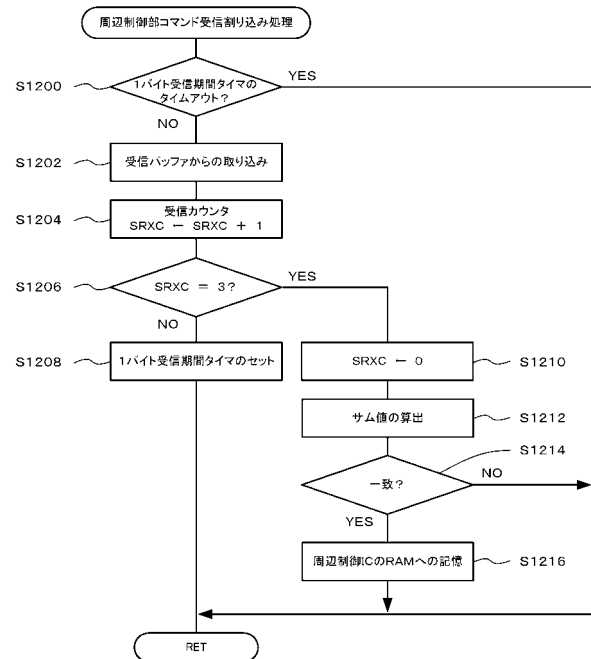 周辺制御部コマンド受信割り込み処理
S1200
1バイト受信期間タイマの
タイムアウト?
YES
NO
S1202
受信バッファからの取り込み
S1204
受信カウンタ
SRXC ← SRXC + 1
S1206
SRXC = 3?
YES
NO
S1208
1バイト受信期間タイマのセット
SRXC ← 0
S1210
サム値の算出
S1212
S1214
一致?
NO
YES
周辺制御ICのRAMへの記憶
S1216
RET